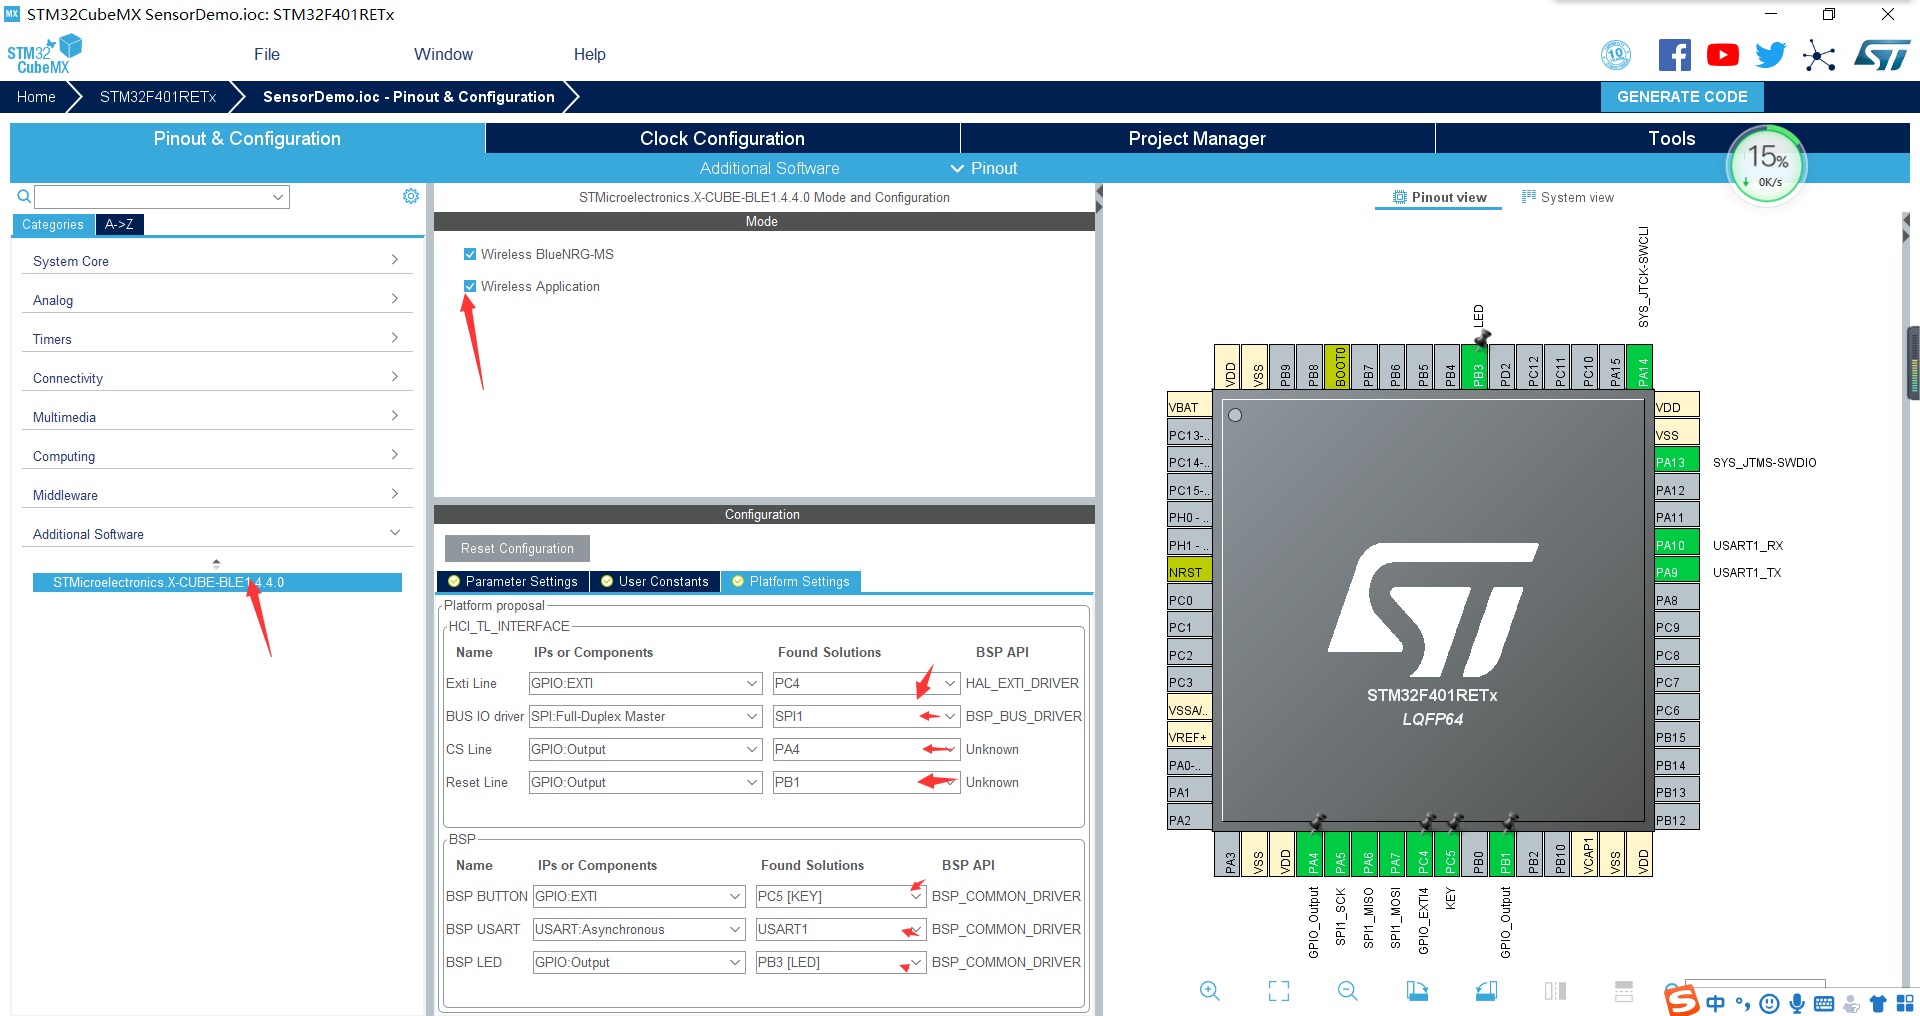 MX STM32CubeMX SensorDemo.ioc: STM32F401RETx
STM32 CubeMX
File Window Help
10
Home STM32F401RETx SensorDemo.ioc - Pinout & Configuration GENERATE CODE
Pinout & Configuration Clock Configuration Project Manager Tools
Additional Software Pinout
15%
0K/s
Categories A->Z
System Core
Analog
Timers
Connectivity
Multimedia
Computing
Middleware
Additional Software
STMicroelectronics.X-CUBE-BLE1.4.4.0
STMicroelectronics.X-CUBE-BLE1.4.4.0 Mode and Configuration
Mode
Wireless BlueNRG-MS
Wireless Application
Configuration
Reset Configuration
Parameter Settings User Constants Platform Settings
Platform proposal
HCI_TL_INTERFACE
Name IPs or Components Found Solutions BSP API
Exti Line GPIO:EXTI PC4 HAL_EXTI_DRIVER
BUS IO driver SPI:Full-Duplex Master SPI1 BSP_BUS_DRIVER
CS Line GPIO:Output PA4 Unknown
Reset Line GPIO:Output PB1 Unknown
BSP
Name IPs or Components Found Solutions BSP API
BSP BUTTON GPIO:EXTI PC5 [KEY] BSP_COMMON_DRIVER
BSP USART USART:Asynchronous USART1 BSP_COMMON_DRIVER
BSP LED GPIO:Output PB3 [LED] BSP_COMMON_DRIVER
Pinout view System view
LED
SYS_JTCK-SWCLI
VDD VSS PB9 PB8 BOOT0 PB7 PB6 PB5 PB4 PB3 PD2 PC12 PC11 PC10 PA15 PA14
VBAT
PC13-..
PC14-..
PC15-..
PH0 - ..
PH1 - ..
NRST
PC0
PC1
PC2
PC3
VSSA/..
VREF+
PA0-..
PA1
PA2
STM32F401RETx
LQFP64
VDD
VSS
PA13 SYS_JTMS-SWDIO
PA12
PA11
PA10 USART1_RX
PA9 USART1_TX
PA8
PC9
PC8
PC7
PC6
PB15
PB14
PB13
PB12
PA3 VSS VDD PA4 PA5 PA6 PA7 PC4 PC5 PB0 PB1 PB2 PB10 VCAP1 VSS VDD
GPIO_Output SPI1_SCK SPI1_MISO SPI1_MOSI GPIO_EXTI4 KEY GPIO_Output
中